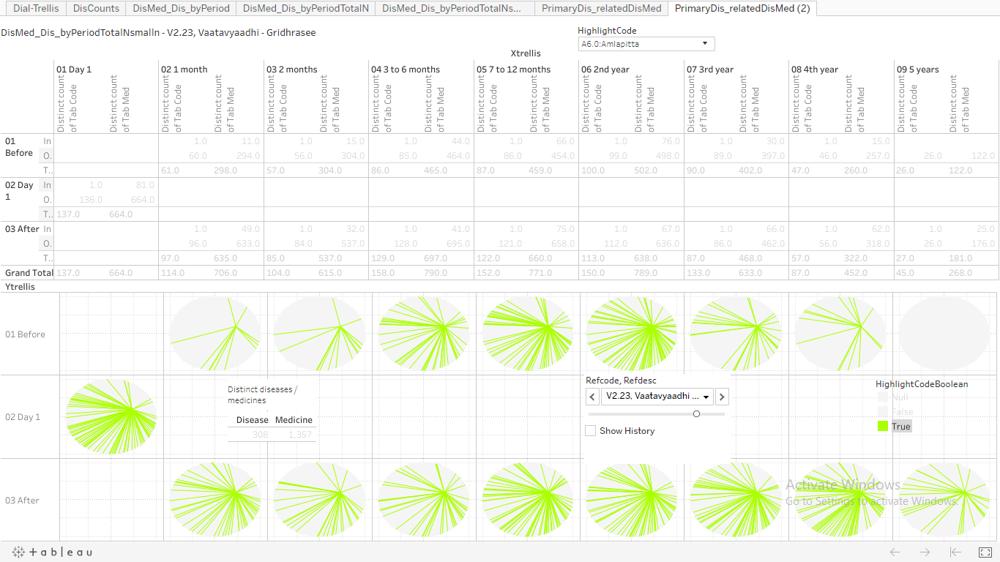 Dial-Trellis DisCounts DisMed_Dis_byPeriod DisMed_Dis_byPeriodTotalN DisMed_Dis_byPeriodTotalNs... PrimaryDis_relatedDisMed PrimaryDis_relatedDisMed (2)
DisMed_Dis_byPeriodTotalNsmalln - V2.23, Vaatavyaadhi - Gridhrasee
HighlightCode
A6.0:Amlapitta
Xtrellis
01 Day 1 02 1 month 03 2 months 04 3 to 6 months 05 7 to 12 months 06 2nd year 07 3rd year 08 4th year 09 5 years
Distinct count of Tab Code Distinct count of Tab Med Distinct count of Tab Code Distinct count of Tab Med Distinct count of Tab Code Distinct count of Tab Med Distinct count of Tab Code Distinct count of Tab Med Distinct count of Tab Code Distinct count of Tab Med Distinct count of Tab Code Distinct count of Tab Med Distinct count of Tab Code Distinct count of Tab Med Distinct count of Tab Code Distinct count of Tab Med Distinct count of Tab Code Distinct count of Tab Med
01 Before In 1.0 11.0 1.0 15.0 1.0 44.0 1.0 66.0 1.0 76.0 1.0 30.0 1.0 15.0
O. 60.0 294.0 56.0 304.0 85.0 464.0 86.0 454.0 99.0 498.0 89.0 397.0 46.0 257.0 26.0 122.0
T.. 61.0 298.0 57.0 304.0 86.0 465.0 87.0 459.0 100.0 502.0 90.0 402.0 47.0 260.0 26.0 122.0
02 Day 1 In 1.0 81.0
O. 136.0 664.0
T.. 137.0 664.0
03 After In 1.0 49.0 1.0 32.0 1.0 41.0 1.0 75.0 1.0 67.0 1.0 66.0 1.0 62.0 1.0 25.0
O. 96.0 633.0 84.0 537.0 128.0 695.0 121.0 658.0 112.0 636.0 86.0 462.0 56.0 318.0 26.0 176.0
T.. 97.0 635.0 85.0 537.0 129.0 697.0 122.0 660.0 113.0 638.0 87.0 468.0 57.0 322.0 27.0 181.0
Grand Total 137.0 664.0 114.0 706.0 104.0 615.0 158.0 790.0 152.0 771.0 150.0 789.0 133.0 633.0 87.0 452.0 45.0 268.0
Ytrellis
01 Before
02 Day 1
Distinct diseases /
medicines
Disease Medicine
308 1,357
Refcode, Refdesc
V2.23, Vaatavyaadhi ...
Show History
HighlightCodeBoolean
Null
False
True
03 After
Activate Windows
Go to Settings to activate Windows.
+ a b | e a u